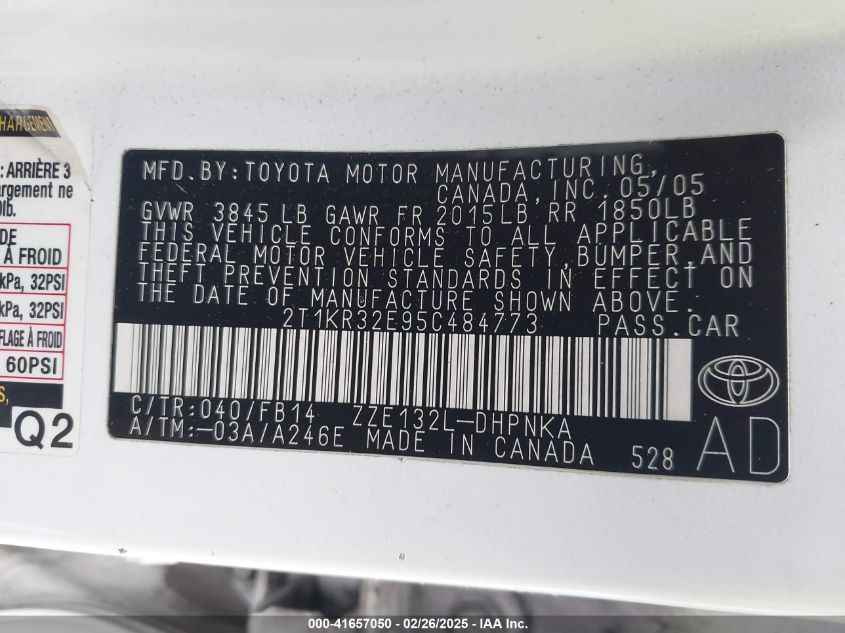 HARGEMENT
: ARRIÈRE 3
argement ne
DE
À FROID
kPa, 32PSI
kPa, 32PSI
FLAGE À FROID
60PSI
Q2
MFD. BY: TOYOTA MOTOR MANUFACTURING,
CANADA, INC. 05/05
GVWR 3845 LB GAWR FR 2015 LB RR 1850LB
THIS VEHICLE CONFORMS TO ALL APPLICABLE
FEDERAL MOTOR VEHICLE SAFETY, BUMPER, AND
THEFT PREVENTION STANDARDS IN EFFECT ON
THE DATE OF MANUFACTURE SHOWN ABOVE.
2T1KR32E95C484773 PASS.CAR
C/TR: 040/FB14 ZZE132L-DHPNKA
A/TM:-03A/A246E MADE IN CANADA 528
AD
000-41657050 - 02/26/2025 - IAA Inc.